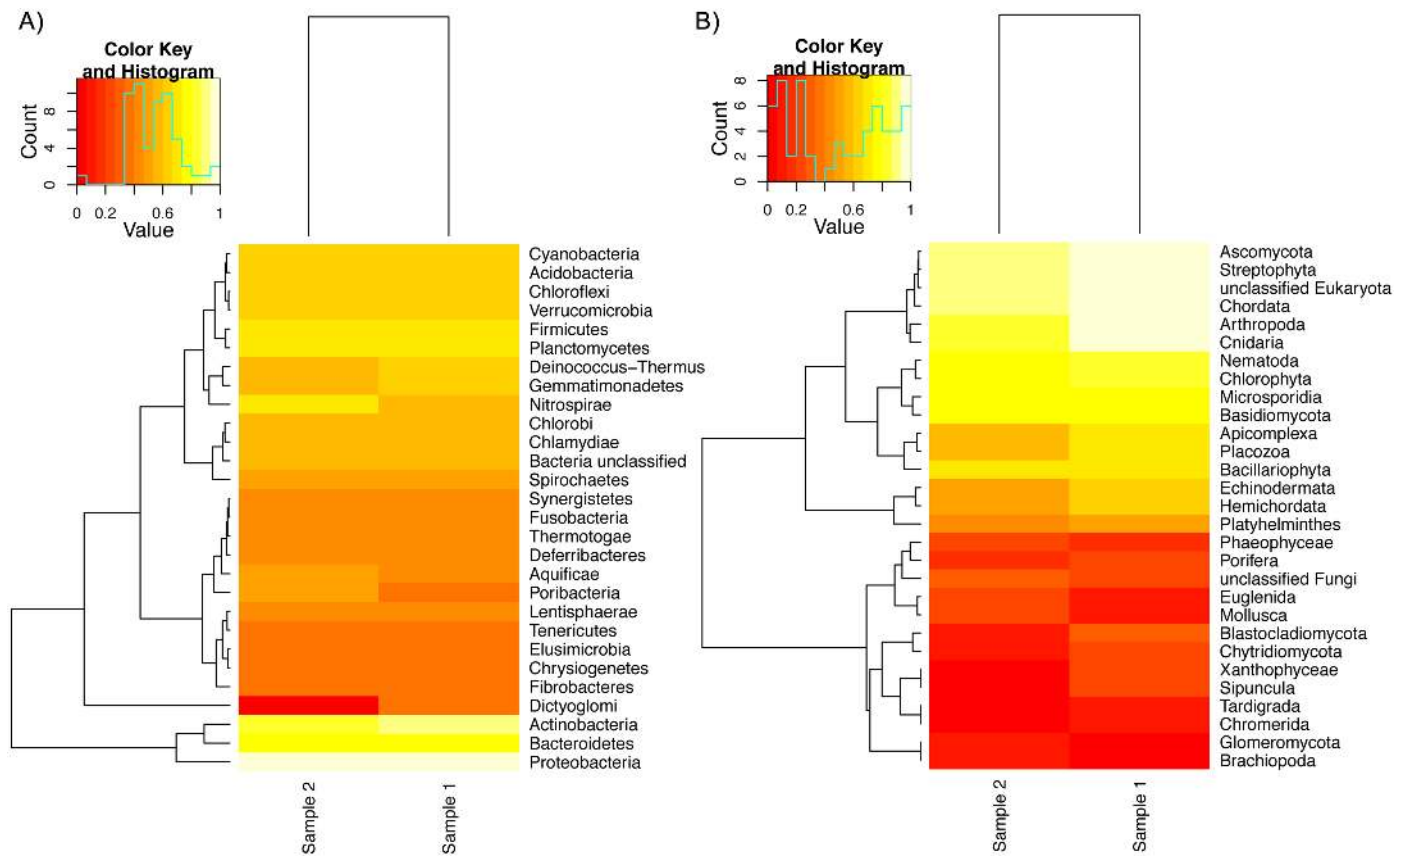 A)
Color Key
and Histogram
Count
0 4 8
0 0.2 0.6 1
Value
Cyanobacteria
Acidobacteria
Chloroflexi
Verrucomicrobia
Firmicutes
Planctomycetes
Deinococcus−Thermus
Gemmatimonadetes
Nitrospirae
Chlorobi
Chlamydiae
Bacteria unclassified
Spirochaetes
Synergistetes
Fusobacteria
Thermotogae
Deferribacteres
Aquificae
Poribacteria
Lentisphaerae
Tenericutes
Elusimicrobia
Chrysiogenetes
Fibrobacteres
Dictyoglomi
Actinobacteria
Bacteroidetes
Proteobacteria
Sample 2
Sample 1
B)
Color Key
and Histogram
Count
0 2 4 6 8
0 0.2 0.6 1
Value
Ascomycota
Streptophyta
unclassified Eukaryota
Chordata
Arthropoda
Cnidaria
Nematoda
Chlorophyta
Microsporidia
Basidiomycota
Apicomplexa
Placozoa
Bacillariophyta
Echinodermata
Hemichordata
Platyhelminthes
Phaeophyceae
Porifera
unclassified Fungi
Euglenida
Mollusca
Blastocladiomycota
Chytridiomycota
Xanthophyceae
Sipuncula
Tardigrada
Chromerida
Glomeromycota
Brachiopoda
Sample 2
Sample 1